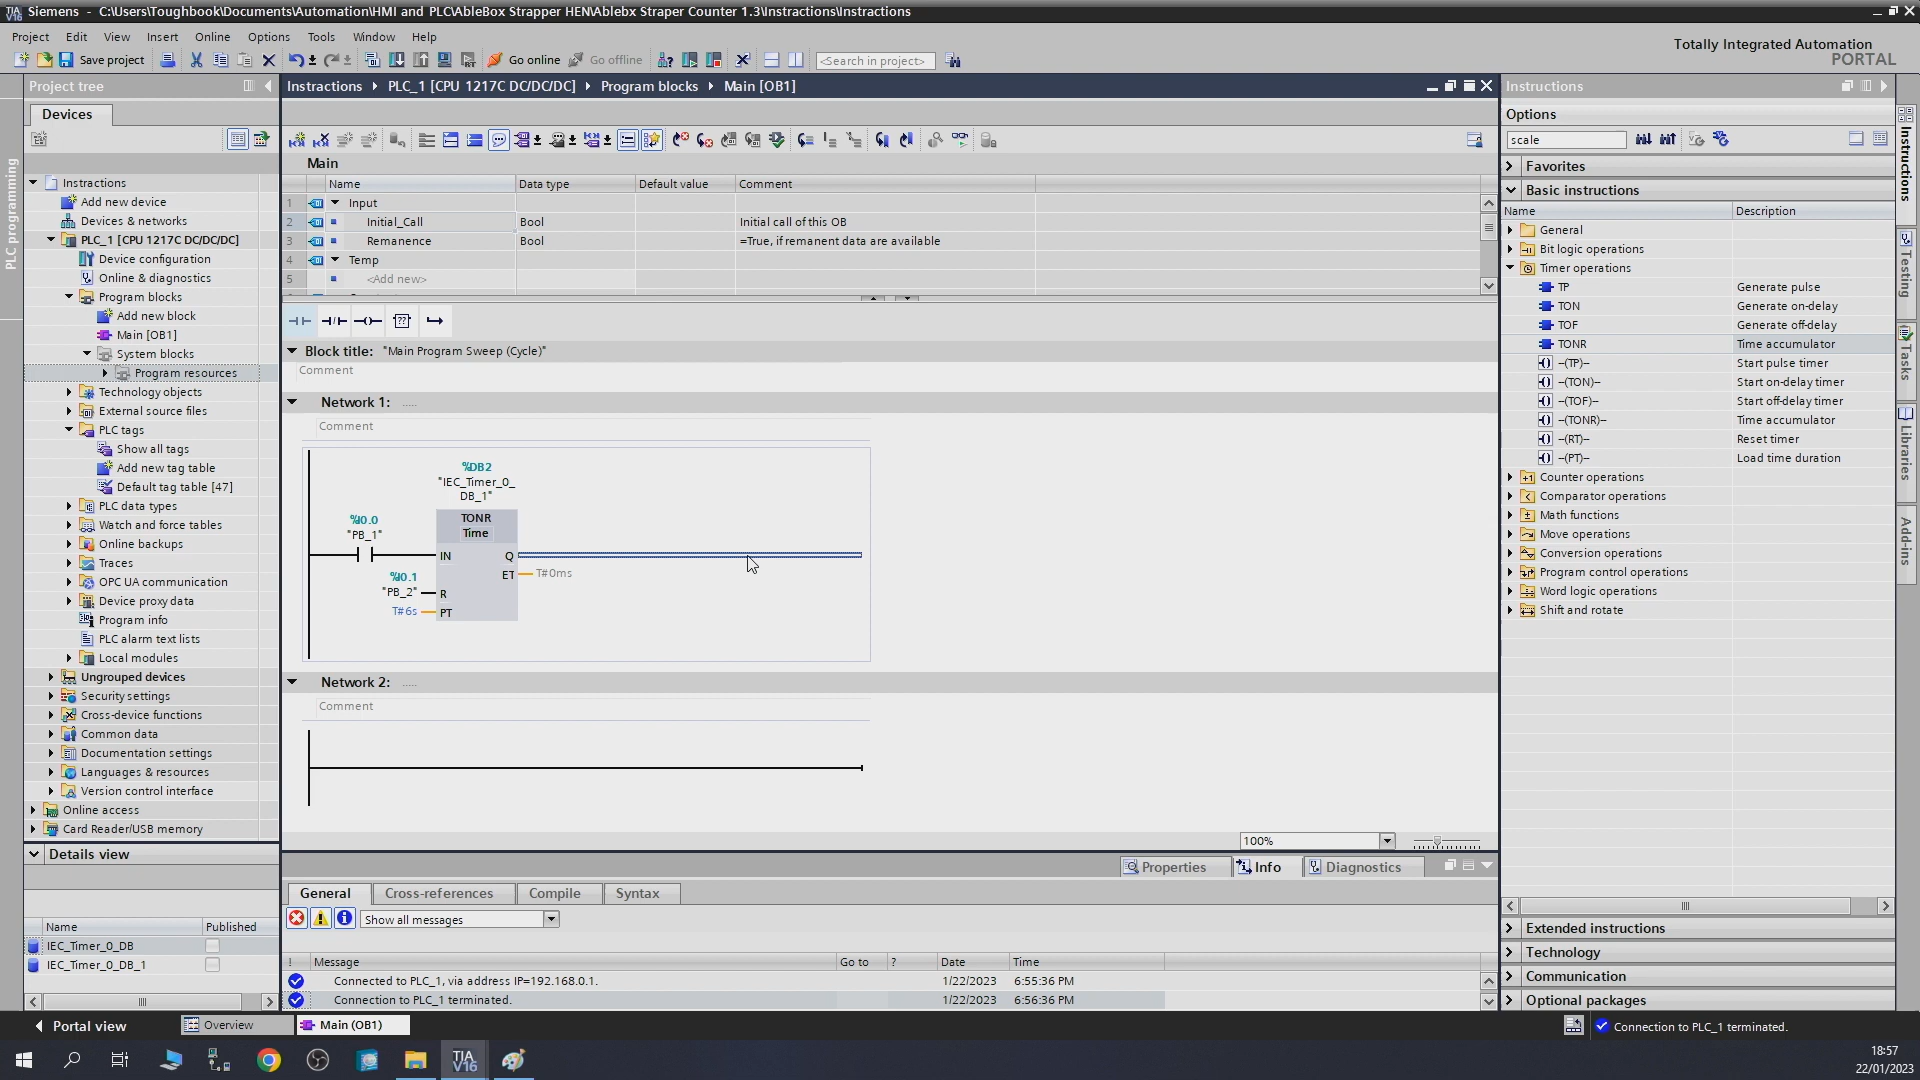 Siemens  -  C:\Users\Toughbook\Documents\Automation\HMI and PLC\AbleBox Strapper HEN\Ablebx Straper Counter 1.3\Instractions\Instractions
Project Edit View Insert Online Options Tools Window Help
Totally Integrated Automation
PORTAL
Save project Go online Go offline <Search in project>
Project tree
Instractions PLC_1 [CPU 1217C DC/DC/DC] Program blocks Main [OB1]
Instructions
Devices
Options
scale
PLC programming
Instractions
Add new device
Devices & networks
PLC_1 [CPU 1217C DC/DC/DC]
Device configuration
Online & diagnostics
Program blocks
Add new block
Main [OB1]
System blocks
Program resources
Technology objects
External source files
PLC tags
Show all tags
Add new tag table
Default tag table [47]
PLC data types
Watch and force tables
Online backups
Traces
OPC UA communication
Device proxy data
Program info
PLC alarm text lists
Local modules
Ungrouped devices
Security settings
Cross-device functions
Common data
Documentation settings
Languages & resources
Version control interface
Online access
Card Reader/USB memory
Details view
Name Published
IEC_Timer_0_DB
IEC_Timer_0_DB_1
Main
Name Data type Default value Comment
1 Input
2 Initial_Call Bool Initial call of this OB
3 Remanence Bool =True, if remanent data are available
4 Temp
5 <Add new>
??
Block title: "Main Program Sweep (Cycle)"
Comment
Network 1: .....
Comment
%DB2
"IEC_Timer_0_
DB_1"
TONR
Time
%I0.0
"PB_1"
IN Q
ET T#0ms
%I0.1
"PB_2" R
T#6s PT
Network 2: .....
Comment
100%
Properties Info Diagnostics
General Cross-references Compile Syntax
Show all messages
! Message Go to ? Date Time
Connected to PLC_1, via address IP=192.168.0.1. 1/22/2023 6:55:36 PM
Connection to PLC_1 terminated. 1/22/2023 6:56:36 PM
Favorites
Basic instructions
Name Description
General
Bit logic operations
Timer operations
TP Generate pulse
TON Generate on-delay
TOF Generate off-delay
TONR Time accumulator
-(TP)- Start pulse timer
-(TON)- Start on-delay timer
-(TOF)- Start off-delay timer
-(TONR)- Time accumulator
-(RT)- Reset timer
-(PT)- Load time duration
Counter operations
Comparator operations
Math functions
Move operations
Conversion operations
Program control operations
Word logic operations
Shift and rotate
Extended instructions
Technology
Communication
Optional packages
Instructions
Testing
Tasks
Libraries
Add-ins
Portal view Overview Main (OB1) Connection to PLC_1 terminated.
TIA
V16
18:57
22/01/2023